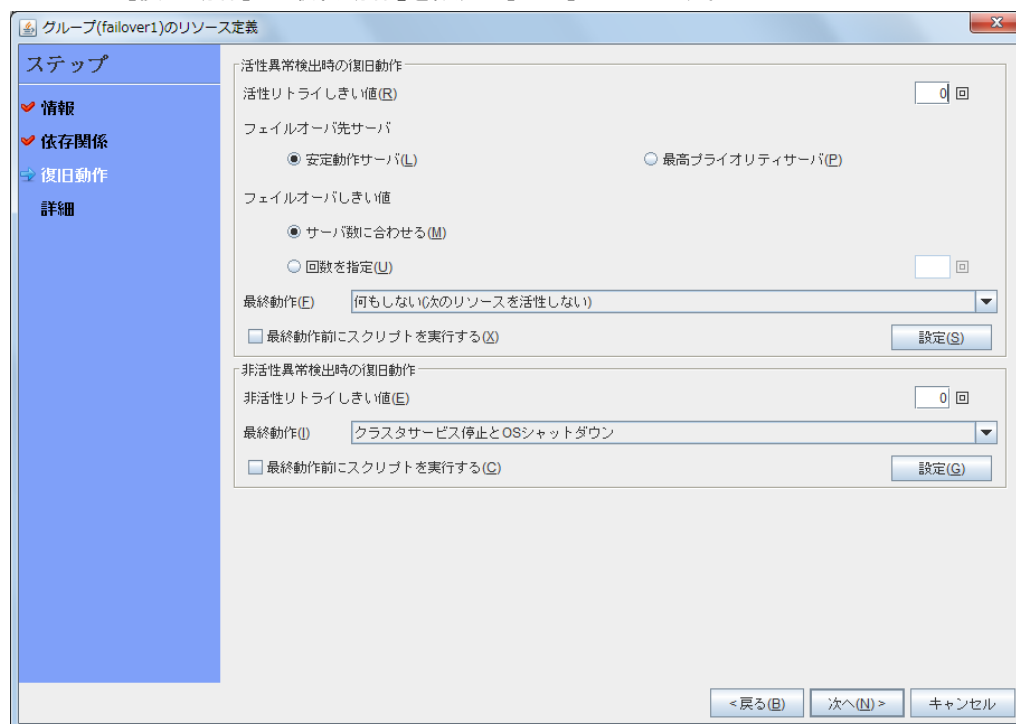 グループ(failover1)のリソース定義
ステップ
情報
依存関係
復旧動作
詳細
活性異常検出時の復旧動作
活性リトライしきい値(R) 0 回
フェイルオーバ先サーバ
安定動作サーバ(L) 最高プライオリティサーバ(P)
フェイルオーバしきい値
サーバ数に合わせる(M)
回数を指定(U) 回
最終動作(F) 何もしない(次のリソースを活性しない)
最終動作前にスクリプトを実行する(X) 設定(S)
非活性異常検出時の復旧動作
非活性リトライしきい値(E) 0 回
最終動作(I) クラスタサービス停止とOSシャットダウン
最終動作前にスクリプトを実行する(C) 設定(G)
<戻る(B) 次へ(N)> キャンセル